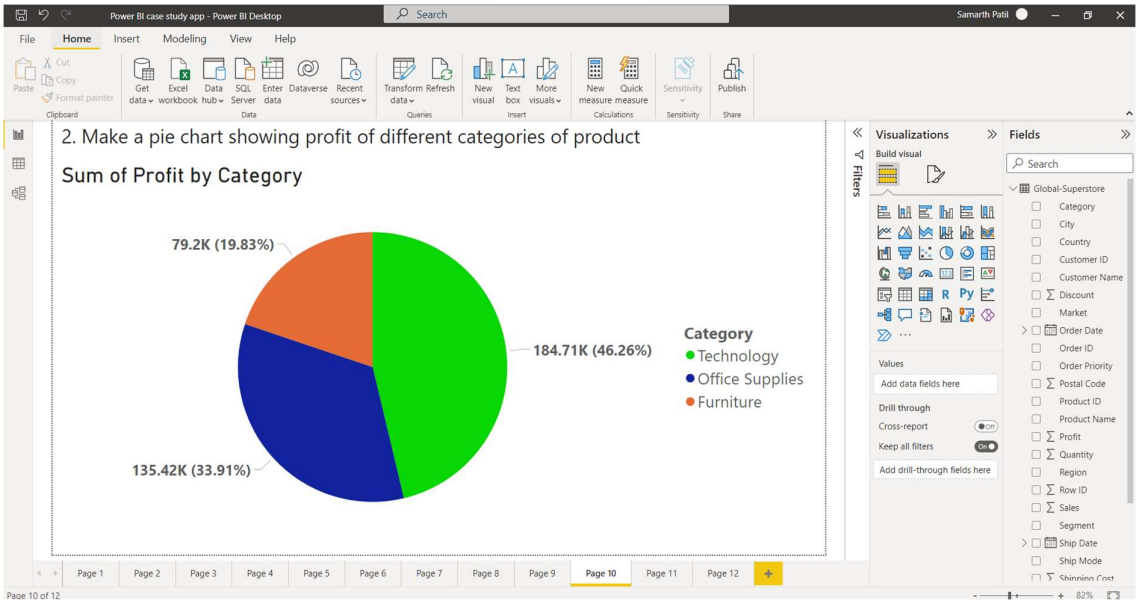 Power BI case study app - Power BI Desktop
Search
Samarth Patil
File Home Insert Modeling View Help
Paste
Cut
Copy
Format painter
Clipboard
Get data
Excel workbook
Data hub
SQL Server
Enter data
Dataverse
Recent sources
Data
Transform data
Refresh
Queries
New visual
Text box
More visuals
Insert
New measure
Quick measure
Calculations
Sensitivity
Sensitivity
Publish
Share
2. Make a pie chart showing profit of different categories of product
Sum of Profit by Category
79.2K (19.83%)
184.71K (46.26%)
135.42K (33.91%)
Category
Technology
Office Supplies
Furniture
Filters
Visualizations
Build visual
123
R Py
Values
Add data fields here
Drill through
Cross-report
Off
Keep all filters
On
Add drill-through fields here
Fields
Search
Global-Superstore
Category
City
Country
Customer ID
Customer Name
Discount
Market
Order Date
Order ID
Order Priority
Postal Code
Product ID
Product Name
Profit
Quantity
Region
Row ID
Sales
Segment
Ship Date
Ship Mode
Shipping Cost
Page 1 Page 2 Page 3 Page 4 Page 5 Page 6 Page 7 Page 8 Page 9 Page 10 Page 11 Page 12
Page 10 of 12
82%